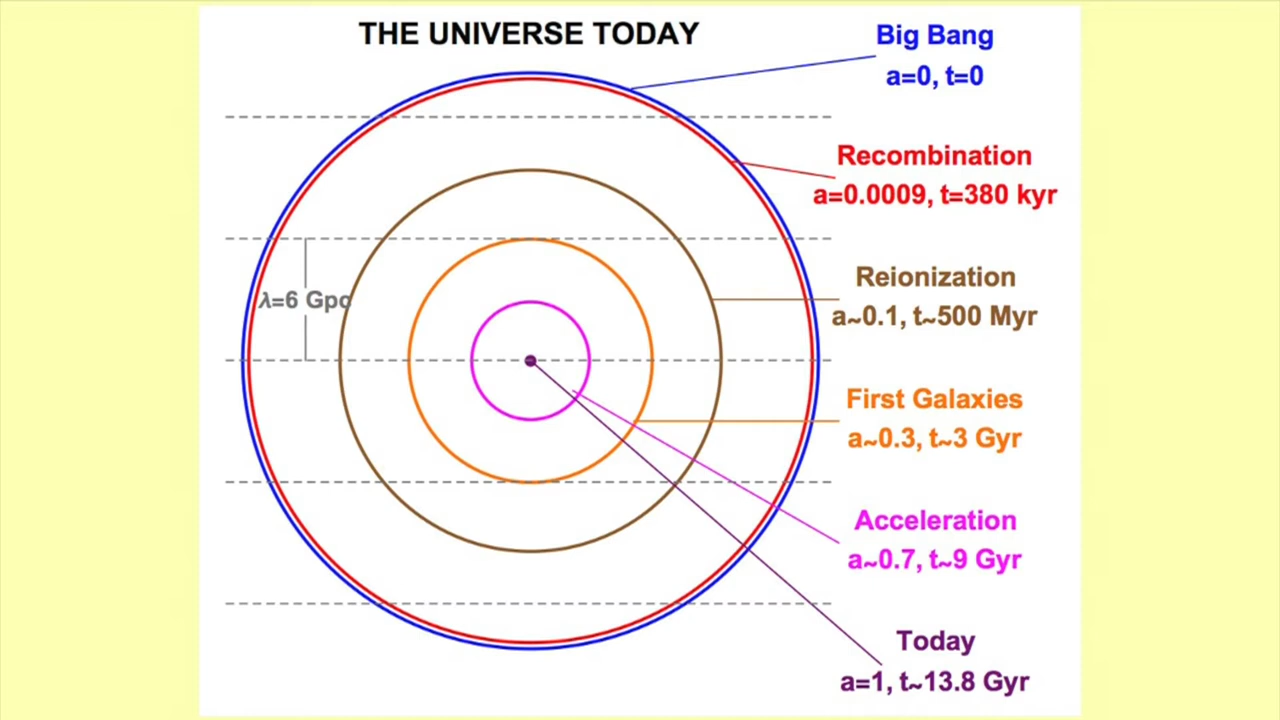 THE UNIVERSE TODAY
Big Bang
a=0, t=0
Recombination
a=0.0009, t=380 kyr
Reionization
a~0.1, t~500 Myr
λ=6 Gpc
First Galaxies
a~0.3, t~3 Gyr
Acceleration
a~0.7, t~9 Gyr
Today
a=1, t~13.8 Gyr